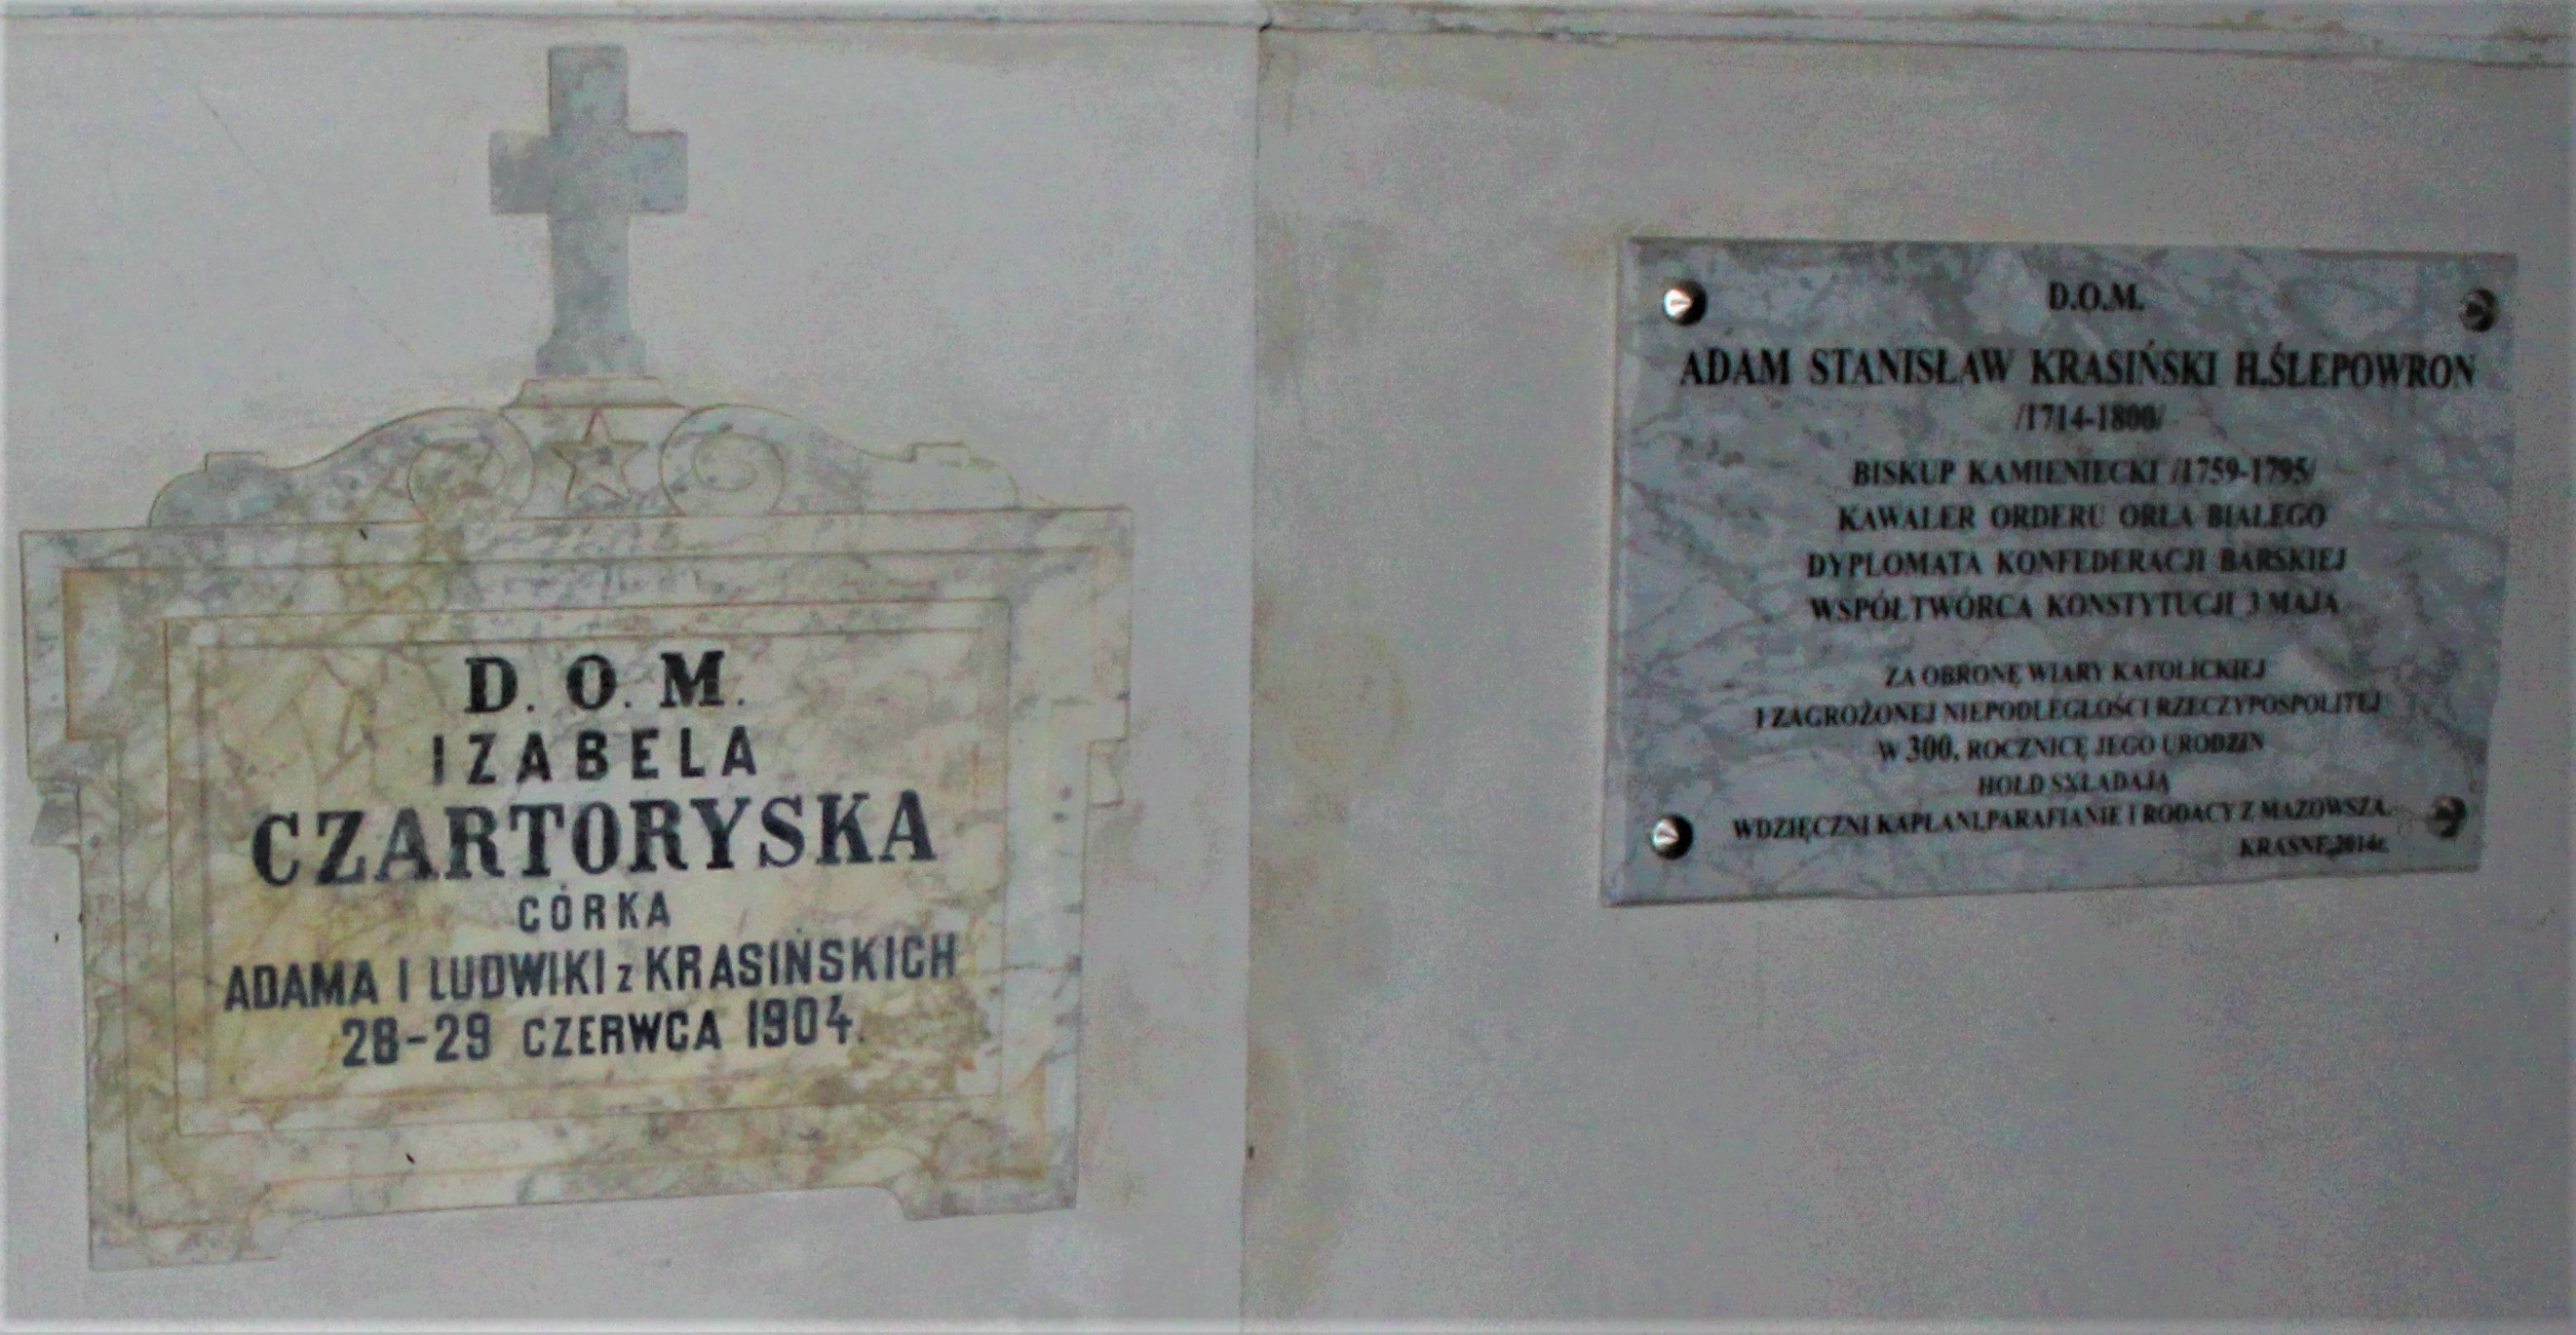 D. O. M.
IZABELA
CZARTORYSKA
CÓRKA
ADAMA I LUDWIKI z KRASIŃSKICH
28-29 CZERWCA 1904.
D.O.M.
ADAM STANISŁAW KRASIŃSKI H.ŚLEPOWRON
/1714-1800/
BISKUP KAMIENIECKI /1759-1795/
KAWALER ORDERU ORŁA BIAŁEGO
DYPLOMATA KONFEDERACJI BARSKIEJ
WSPÓŁTWÓRCA KONSTYTUCJI 3 MAJA
ZA OBRONĘ WIARY KATOLICKIEJ
I ZAGROŻONEJ NIEPODLEGŁOŚCI RZECZYPOSPOLITEJ
W 300. ROCZNICĘ JEGO URODZIN
HOŁD SKŁADAJĄ
WDZIĘCZNI KAPŁANI,PARAFIANIE I RODACY Z MAZOWSZA.
KRASNE,2014r.